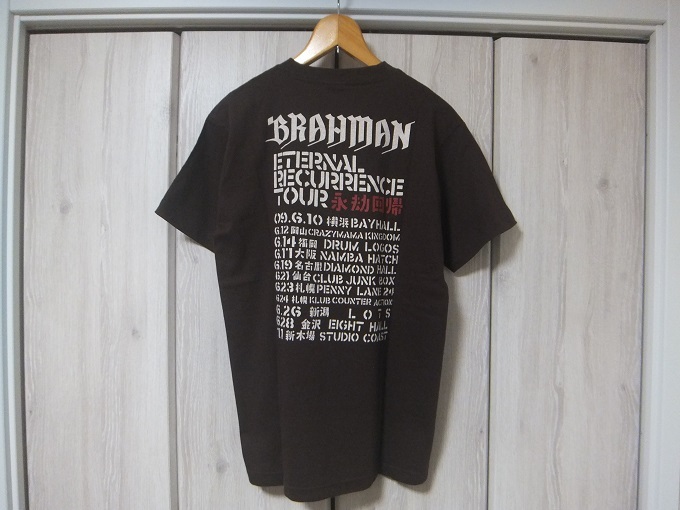 BRAHMAN
ETERNAL
RECURRENCE
TOUR 永劫回帰
09.6.10 横浜 BAYHALL
6.12 岡山 CRAZYMAMA KINGDOM
6.14 福岡 DRUM LOGOS
6.17 大阪 NAMBA HATCH
6.19 名古屋 DIAMOND HALL
6.21 仙台 CLUB JUNK BOX
6.23 札幌 PENNY LANE 24
6.24 札幌 KLUB COUNTER ACTION
6.26 新潟 LOTS
6.28 金沢 EIGHT HALL
7.1 新木場 STUDIO COAST